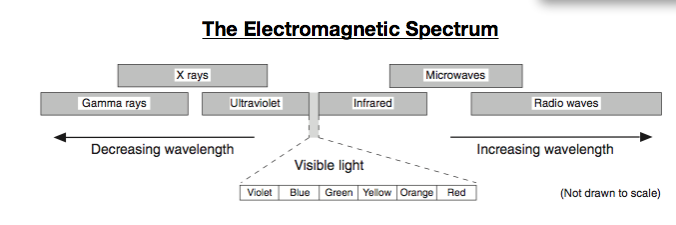 The Electromagnetic Spectrum
X rays
Microwaves
Gamma rays
Ultraviolet
Infrared
Radio waves
Decreasing wavelength
Increasing wavelength
Visible light
Violet Blue Green Yellow Orange Red
(Not drawn to scale)